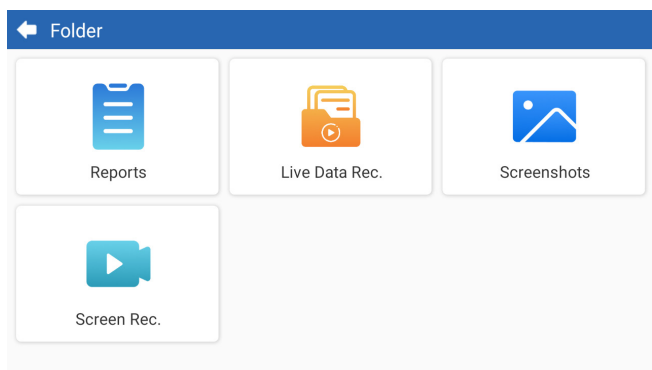 Folder
Reports
Live Data Rec.
Screenshots
Screen Rec.